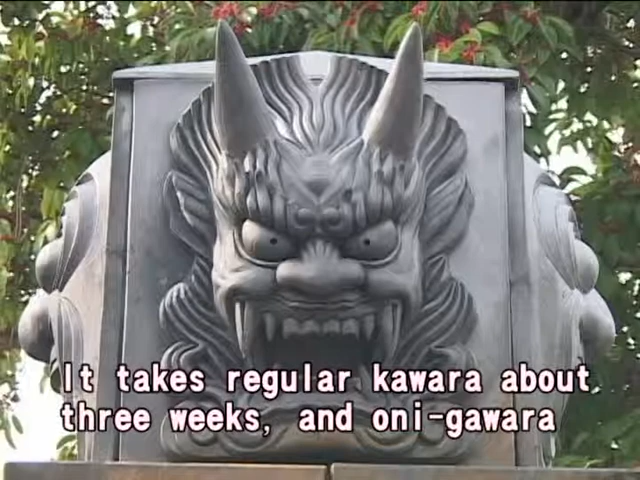 It takes regular kawara about
three weeks, and oni-gawara